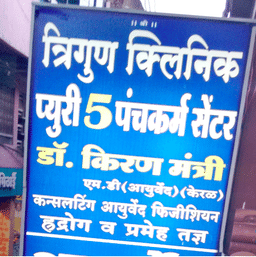 ॥ श्री ॥
त्रिगुण क्लिनिक
प्युरी 5 पंचकर्म सेंटर
डॉ. किरण मंत्री
एम.डी(आयुर्वेद)(केरळ)
कन्सलटिंग आयुर्वेद फिजीशियन
हृद्रोग व प्रमेह तज्ञ